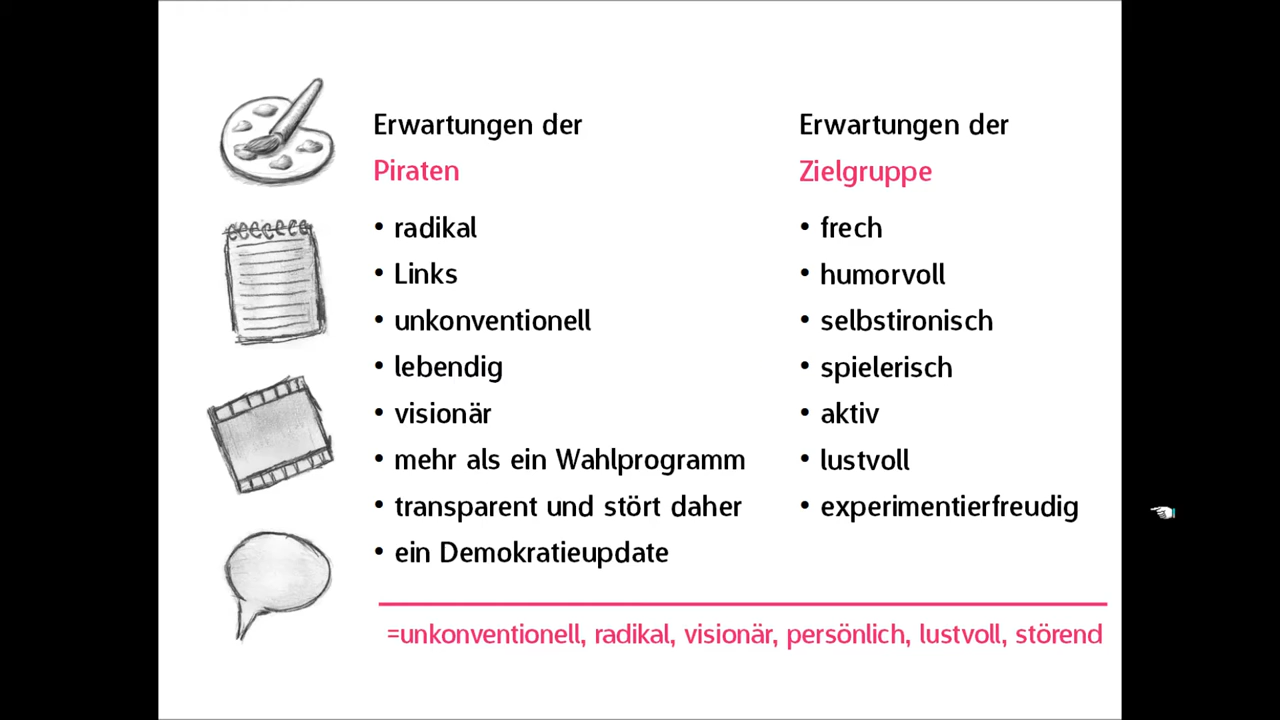 Erwartungen der
Piraten
• radikal
• Links
• unkonventionell
• lebendig
• visionär
• mehr als ein Wahlprogramm
• transparent und stört daher
• ein Demokratieupdate
Erwartungen der
Zielgruppe
• frech
• humorvoll
• selbstironisch
• spielerisch
• aktiv
• lustvoll
• experimentierfreudig
=unkonventionell, radikal, visionär, persönlich, lustvoll, störend